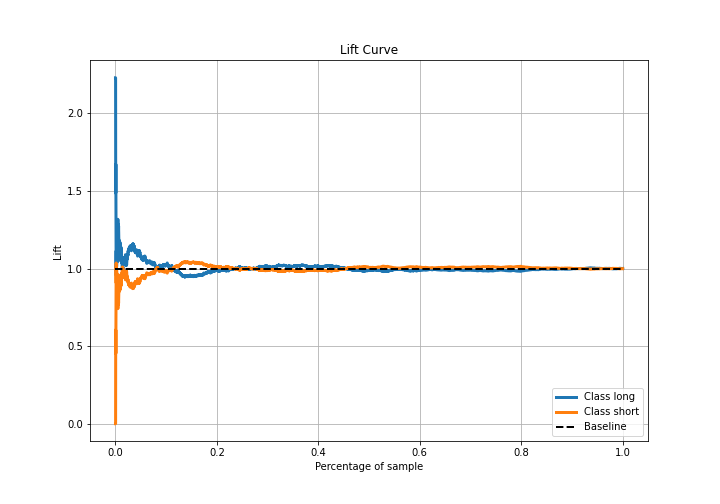 Lift Curve
Lift
2.0
1.5
1.0
0.5
0.0
0.0 0.2 0.4 0.6 0.8 1.0
Percentage of sample
Class long
Class short
Baseline